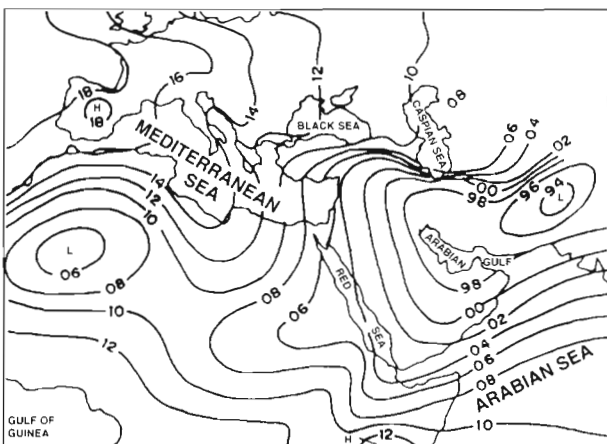 12
10
16
08
18
14
H
18
BLACK SEA
CASPIAN SEA
06
04
02
MEDITERRANEAN SEA
00
96
94
98
L
14
12
10
ARABIAN GULF
L
06
08
RED SEA
98
08
00
10
06
02
04
12
06
08
ARABIAN SEA
10
GULF OF
GUINEA
H
12